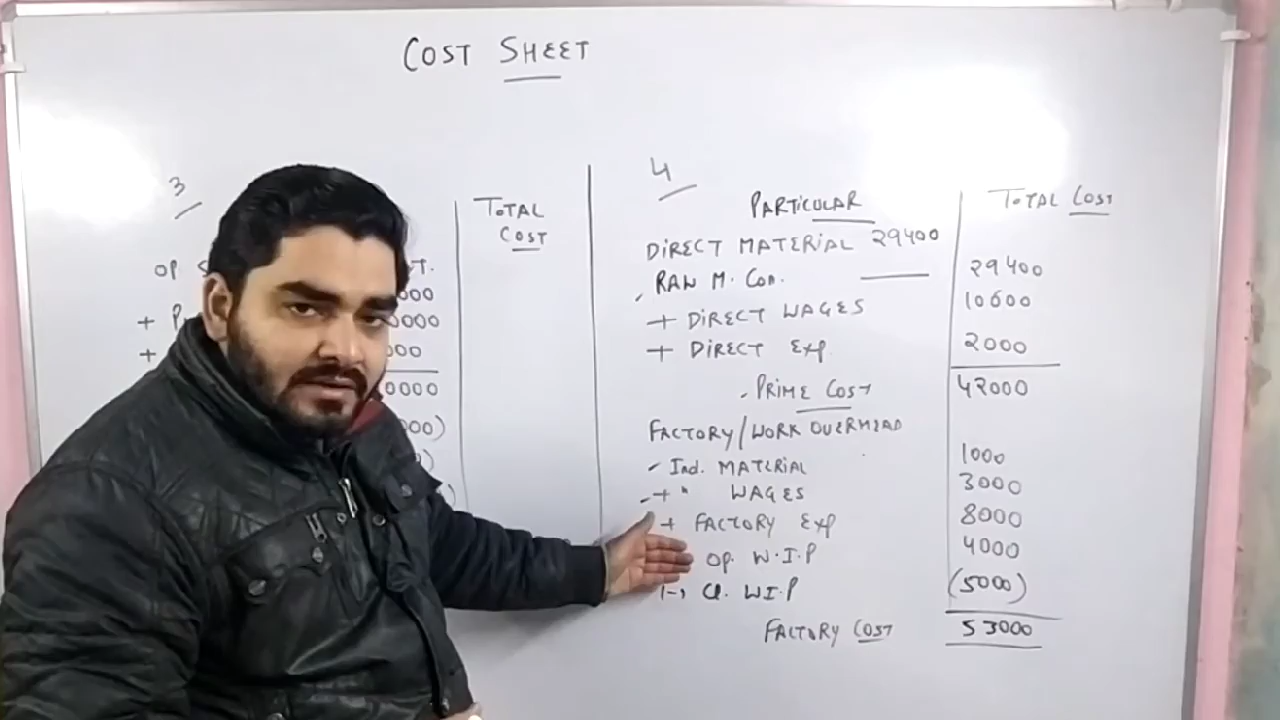 COST SHEET
3
TOTAL
COST
OP
+
+
4
PARTICULAR TOTAL COST
DIRECT MATERIAL 29400
RAW M. Con. 29400
+ DIRECT WAGES 10600
+ DIRECT Exp. 2000
PRIME COST 42000
FACTORY/WORK OVERHEAD
Ind. MATERIAL 1000
+ " WAGES 3000
+ FACTORY Exp 8000
OP. W.I.P 4000
(-) Cl. W.I.P (5000)
FACTORY COST 53000